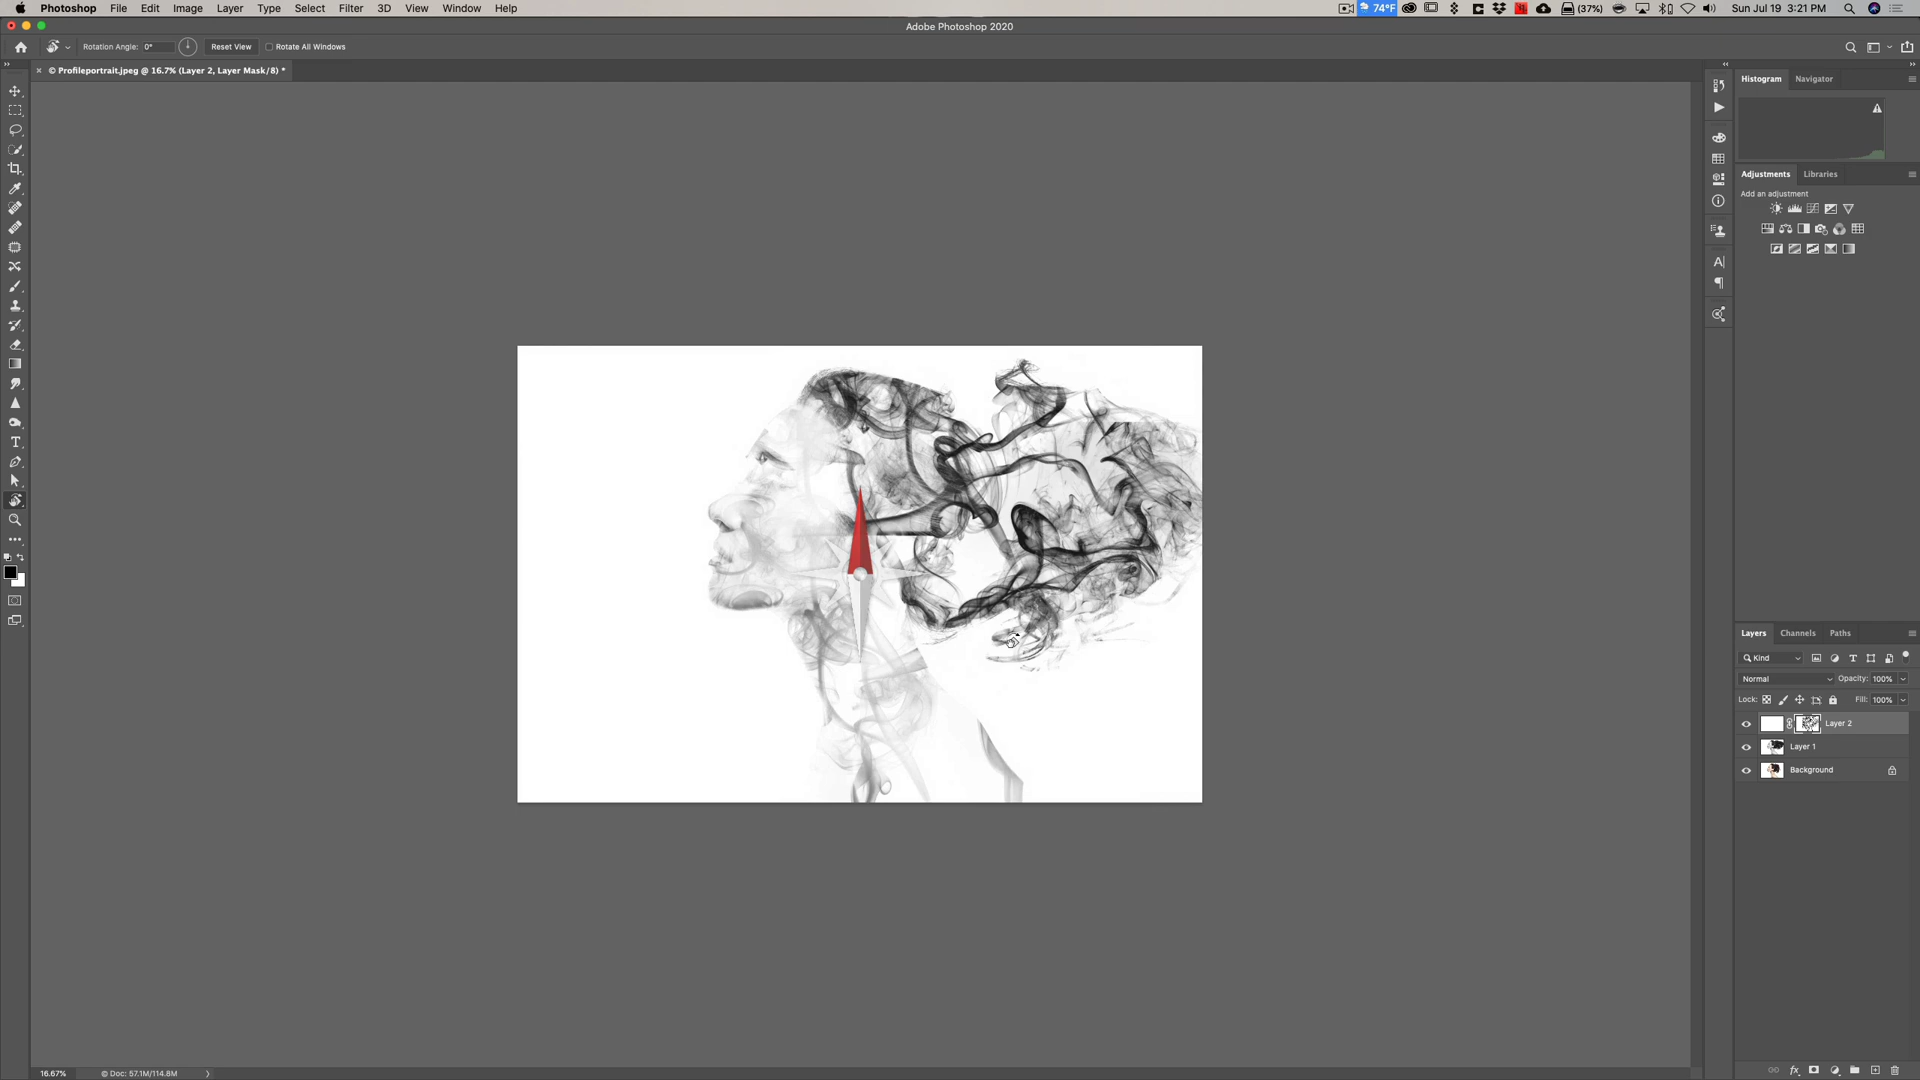 Photoshop File Edit Image Layer Type Select Filter 3D View Window Help 74°F (37%) Sun Jul 19 3:21 PM
Adobe Photoshop 2020
Rotation Angle: 0° Reset View Rotate All Windows
× © Profileportrait.jpeg @ 16.7% (Layer 2, Layer Mask/8) *
Histogram Navigator
Adjustments Libraries
Add an adjustment
Layers Channels Paths
Kind
Normal Opacity: 100%
Lock: Fill: 100%
Layer 2
Layer 1
Background
16.67% © Doc: 57.1M/114.8M